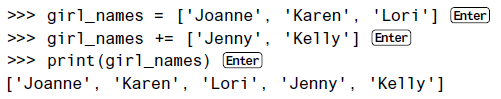 >>> girl_names = ['Joanne', 'Karen', 'Lori'] Enter
>>> girl_names += ['Jenny', 'Kelly'] Enter
>>> print(girl_names) Enter
['Joanne', 'Karen', 'Lori', 'Jenny', 'Kelly']